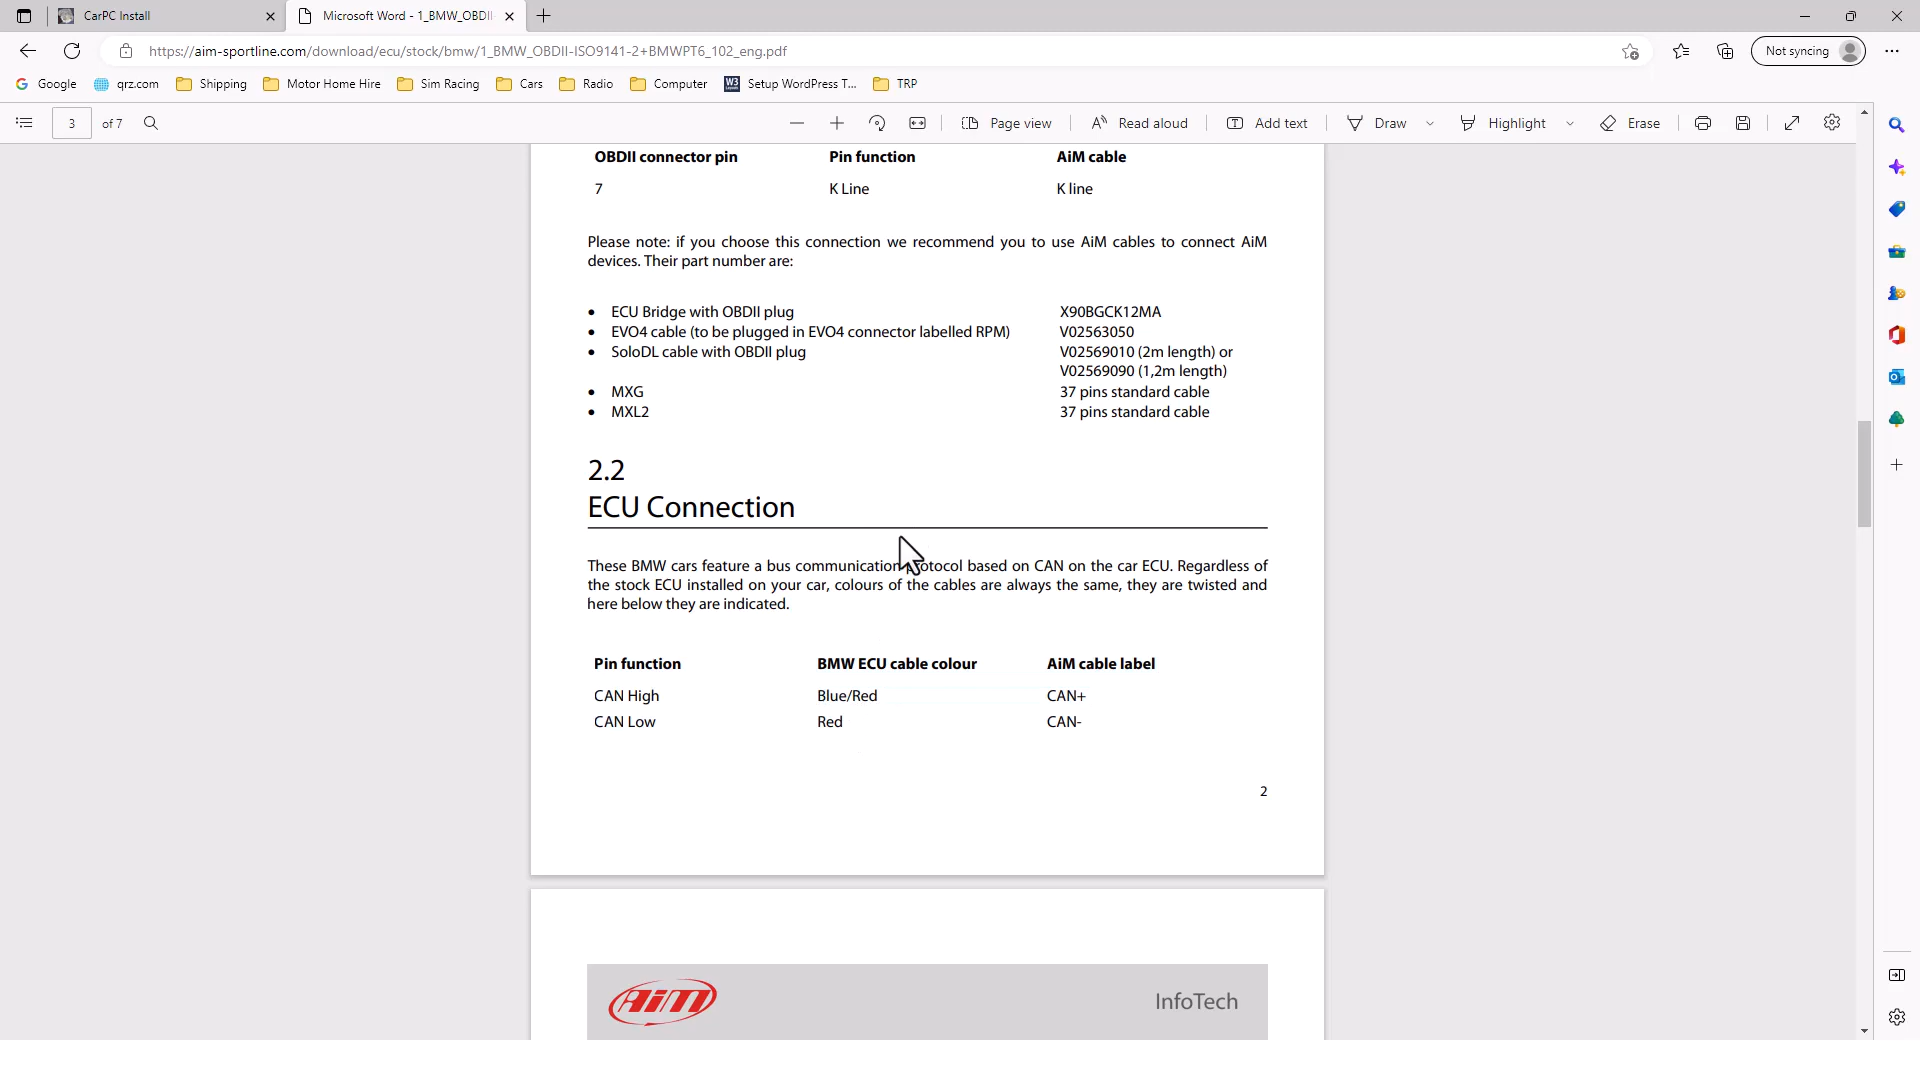 CarPC Install
Microsoft Word - 1_BMW_OBDII
https://aim-sportline.com/download/ecu/stock/bmw/1_BMW_OBDII-ISO9141-2+BMWPT6_102_eng.pdf
Not syncing
Google qrz.com Shipping Motor Home Hire Sim Racing Cars Radio Computer Setup WordPress T... TRP
3 of 7 Page view Read aloud Add text Draw Highlight Erase
OBDII connector pin Pin function AiM cable
7 K Line K line
Please note: if you choose this connection we recommend you to use AiM cables to connect AiM
devices. Their part number are:
• ECU Bridge with OBDII plug X90BGCK12MA
• EVO4 cable (to be plugged in EVO4 connector labelled RPM) V02563050
• SoloDL cable with OBDII plug V02569010 (2m length) or
V02569090 (1,2m length)
• MXG 37 pins standard cable
• MXL2 37 pins standard cable
2.2
ECU Connection
These BMW cars feature a bus communication protocol based on CAN on the car ECU. Regardless of
the stock ECU installed on your car, colours of the cables are always the same, they are twisted and
here below they are indicated.
Pin function BMW ECU cable colour AiM cable label
CAN High Blue/Red CAN+
CAN Low Red CAN-
2
AiM InfoTech